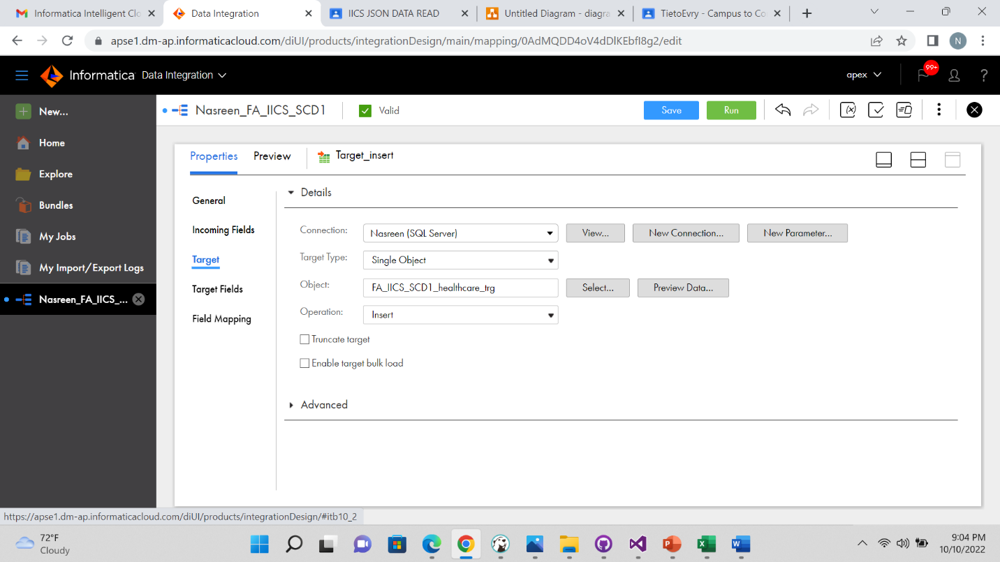 Informatica Intelligent Clo
Data Integration
IICS JSON DATA READ
Untitled Diagram - diagra
TietoEvry - Campus to Co
apse1.dm-ap.informaticacloud.com/diUI/products/integrationDesign/main/mapping/0AdMQDD4oV4dDlKEbfI8g2/edit
N
Informatica Data Integration
apex
99+
?
New...
Home
Explore
Bundles
My Jobs
My Import/Export Logs
Nasreen_FA_IICS_...
Nasreen_FA_IICS_SCD1
Valid
Save
Run
Properties
Preview
Target_insert
General
Incoming Fields
Target
Target Fields
Field Mapping
Details
Connection: Nasreen (SQL Server) View... New Connection... New Parameter...
Target Type: Single Object
Object: FA_IICS_SCD1_healthcare_trg Select... Preview Data...
Operation: Insert
Truncate target
Enable target bulk load
Advanced
https://apse1.dm-ap.informaticacloud.com/diUI/products/integrationDesign/#itb10_2
72°F
Cloudy
9:04 PM
10/10/2022